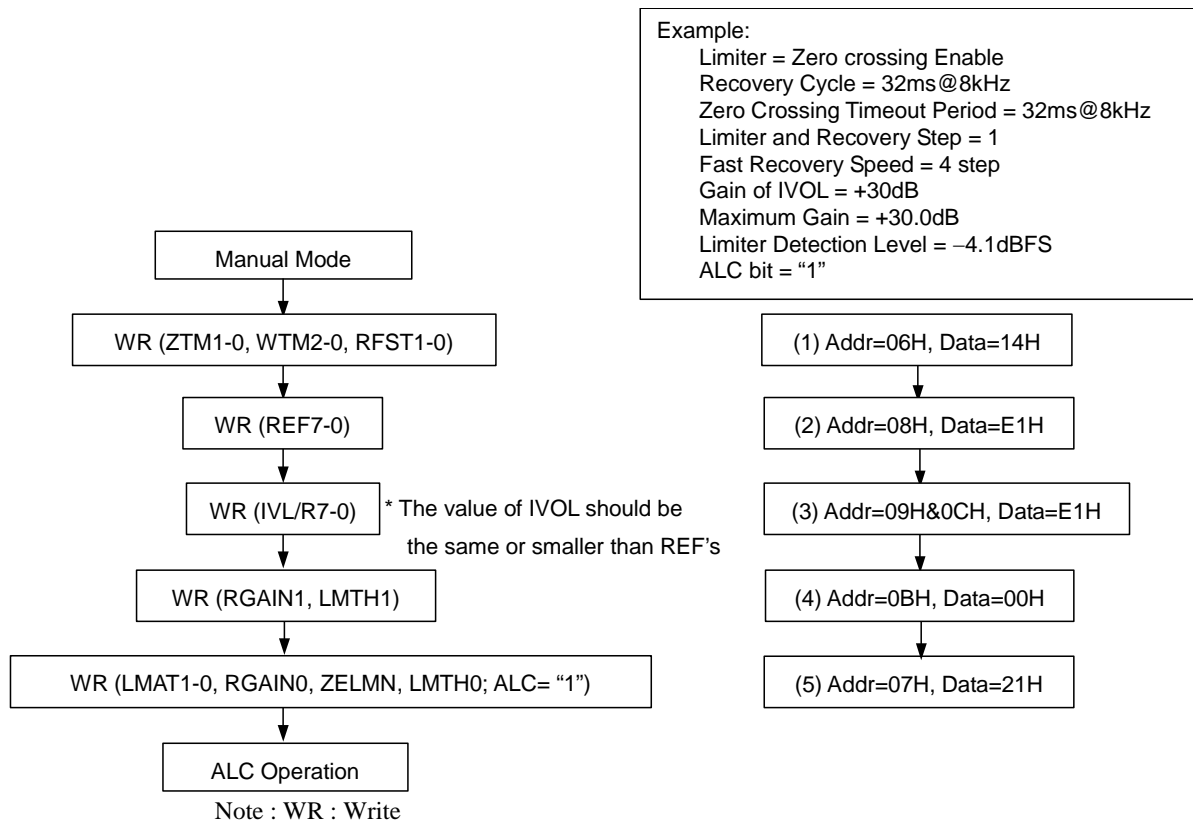 Example:
Limiter = Zero crossing Enable
Recovery Cycle = 32ms@8kHz
Zero Crossing Timeout Period = 32ms@8kHz
Limiter and Recovery Step = 1
Fast Recovery Speed = 4 step
Gain of IVOL = +30dB
Maximum Gain = +30.0dB
Limiter Detection Level = −4.1dBFS
ALC bit = “1”
Manual Mode
WR (ZTM1-0, WTM2-0, RFST1-0)
WR (REF7-0)
WR (IVL/R7-0)
* The value of IVOL should be
the same or smaller than REF’s
WR (RGAIN1, LMTH1)
WR (LMAT1-0, RGAIN0, ZELMN, LMTH0; ALC= “1”)
ALC Operation
Note : WR : Write
(1) Addr=06H, Data=14H
(2) Addr=08H, Data=E1H
(3) Addr=09H&0CH, Data=E1H
(4) Addr=0BH, Data=00H
(5) Addr=07H, Data=21H